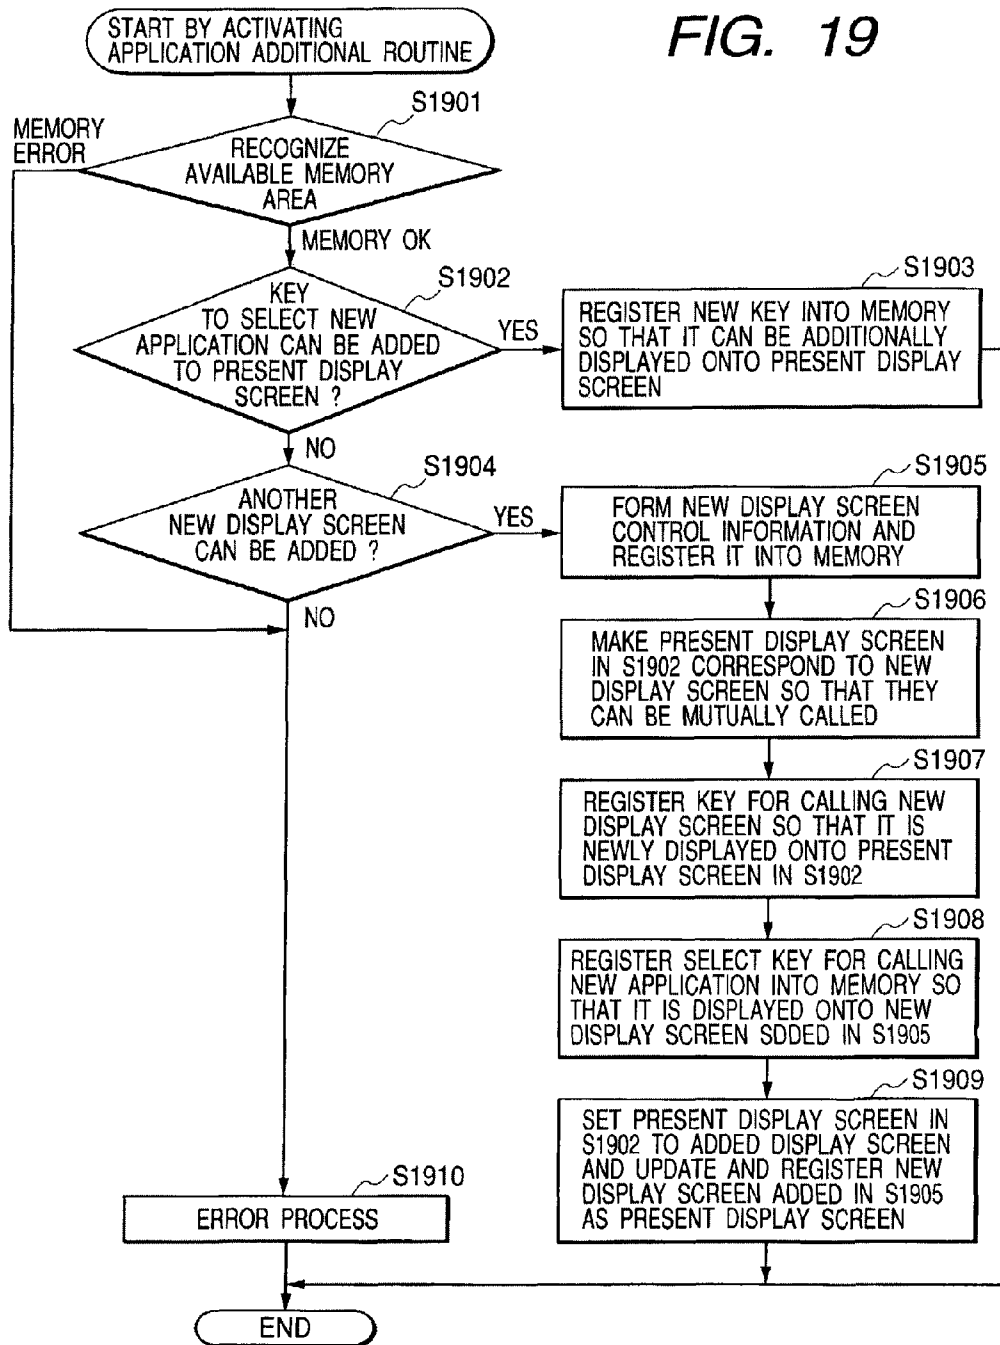 START BY ACTIVATING
APPLICATION ADDITIONAL ROUTINE
FIG. 19
S1901
MEMORY
ERROR
RECOGNIZE
AVAILABLE MEMORY
AREA
MEMORY OK
S1902
KEY
TO SELECT NEW
APPLICATION CAN BE ADDED
TO PRESENT DISPLAY
SCREEN ?
YES
S1903
REGISTER NEW KEY INTO MEMORY
SO THAT IT CAN BE ADDITIONALLY
DISPLAYED ONTO PRESENT DISPLAY
SCREEN
NO
S1904
ANOTHER
NEW DISPLAY SCREEN
CAN BE ADDED ?
YES
S1905
FORM NEW DISPLAY SCREEN
CONTROL INFORMATION AND
REGISTER IT INTO MEMORY
NO
S1906
MAKE PRESENT DISPLAY SCREEN
IN S1902 CORRESPOND TO NEW
DISPLAY SCREEN SO THAT THEY
CAN BE MUTUALLY CALLED
S1907
REGISTER KEY FOR CALLING NEW
DISPLAY SCREEN SO THAT IT IS
NEWLY DISPLAYED ONTO PRESENT
DISPLAY SCREEN IN S1902
S1908
REGISTER SELECT KEY FOR CALLING
NEW APPLICATION INTO MEMORY SO
THAT IT IS DISPLAYED ONTO NEW
DISPLAY SCREEN SDDED IN S1905
S1909
SET PRESENT DISPLAY SCREEN IN
S1902 TO ADDED DISPLAY SCREEN
AND UPDATE AND REGISTER NEW
DISPLAY SCREEN ADDED IN S1905
AS PRESENT DISPLAY SCREEN
S1910
ERROR PROCESS
END